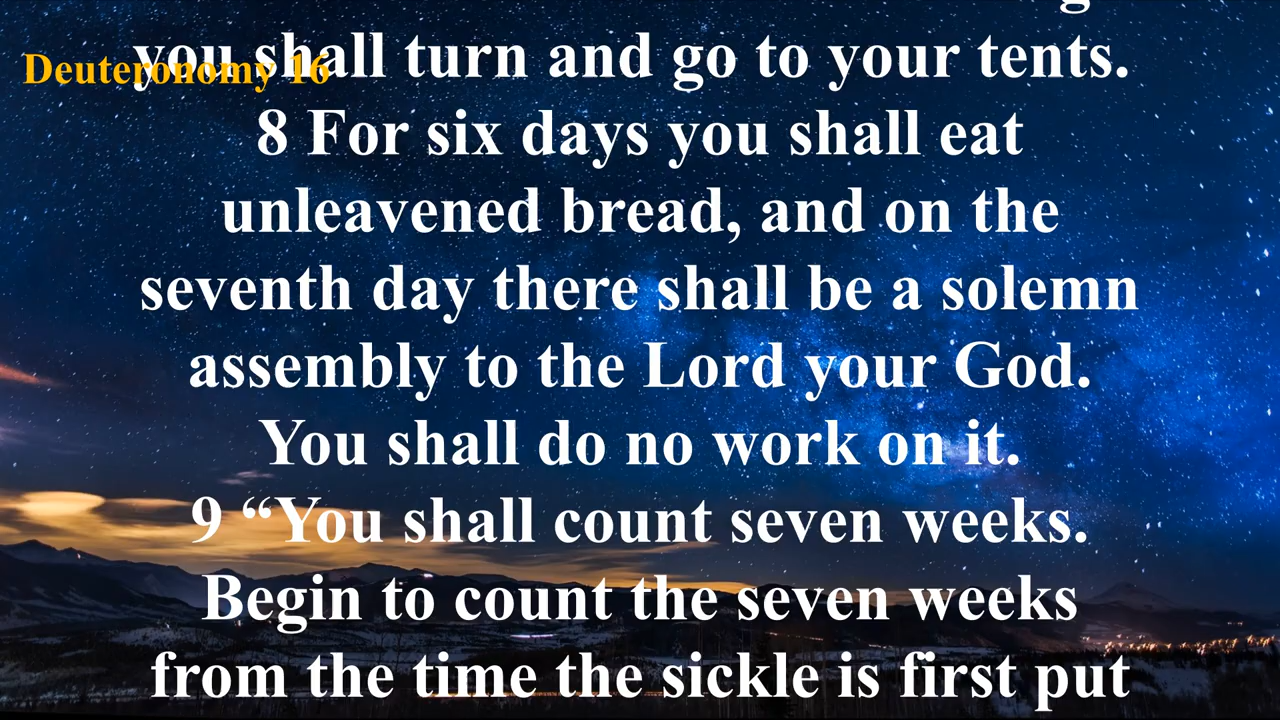 Deuteronomy 16
you shall turn and go to your tents.
8 For six days you shall eat
unleavened bread, and on the
seventh day there shall be a solemn
assembly to the Lord your God.
You shall do no work on it.
9 “You shall count seven weeks.
Begin to count the seven weeks
from the time the sickle is first put